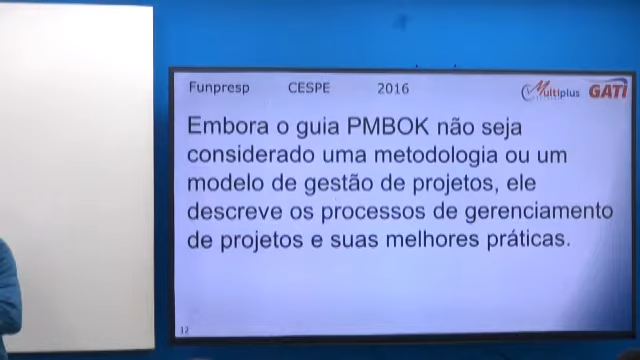 Funpresp CESPE 2016
Multiplus GATI
Embora o guia PMBOK não seja
considerado uma metodologia ou um
modelo de gestão de projetos, ele
descreve os processos de gerenciamento
de projetos e suas melhores práticas.
12